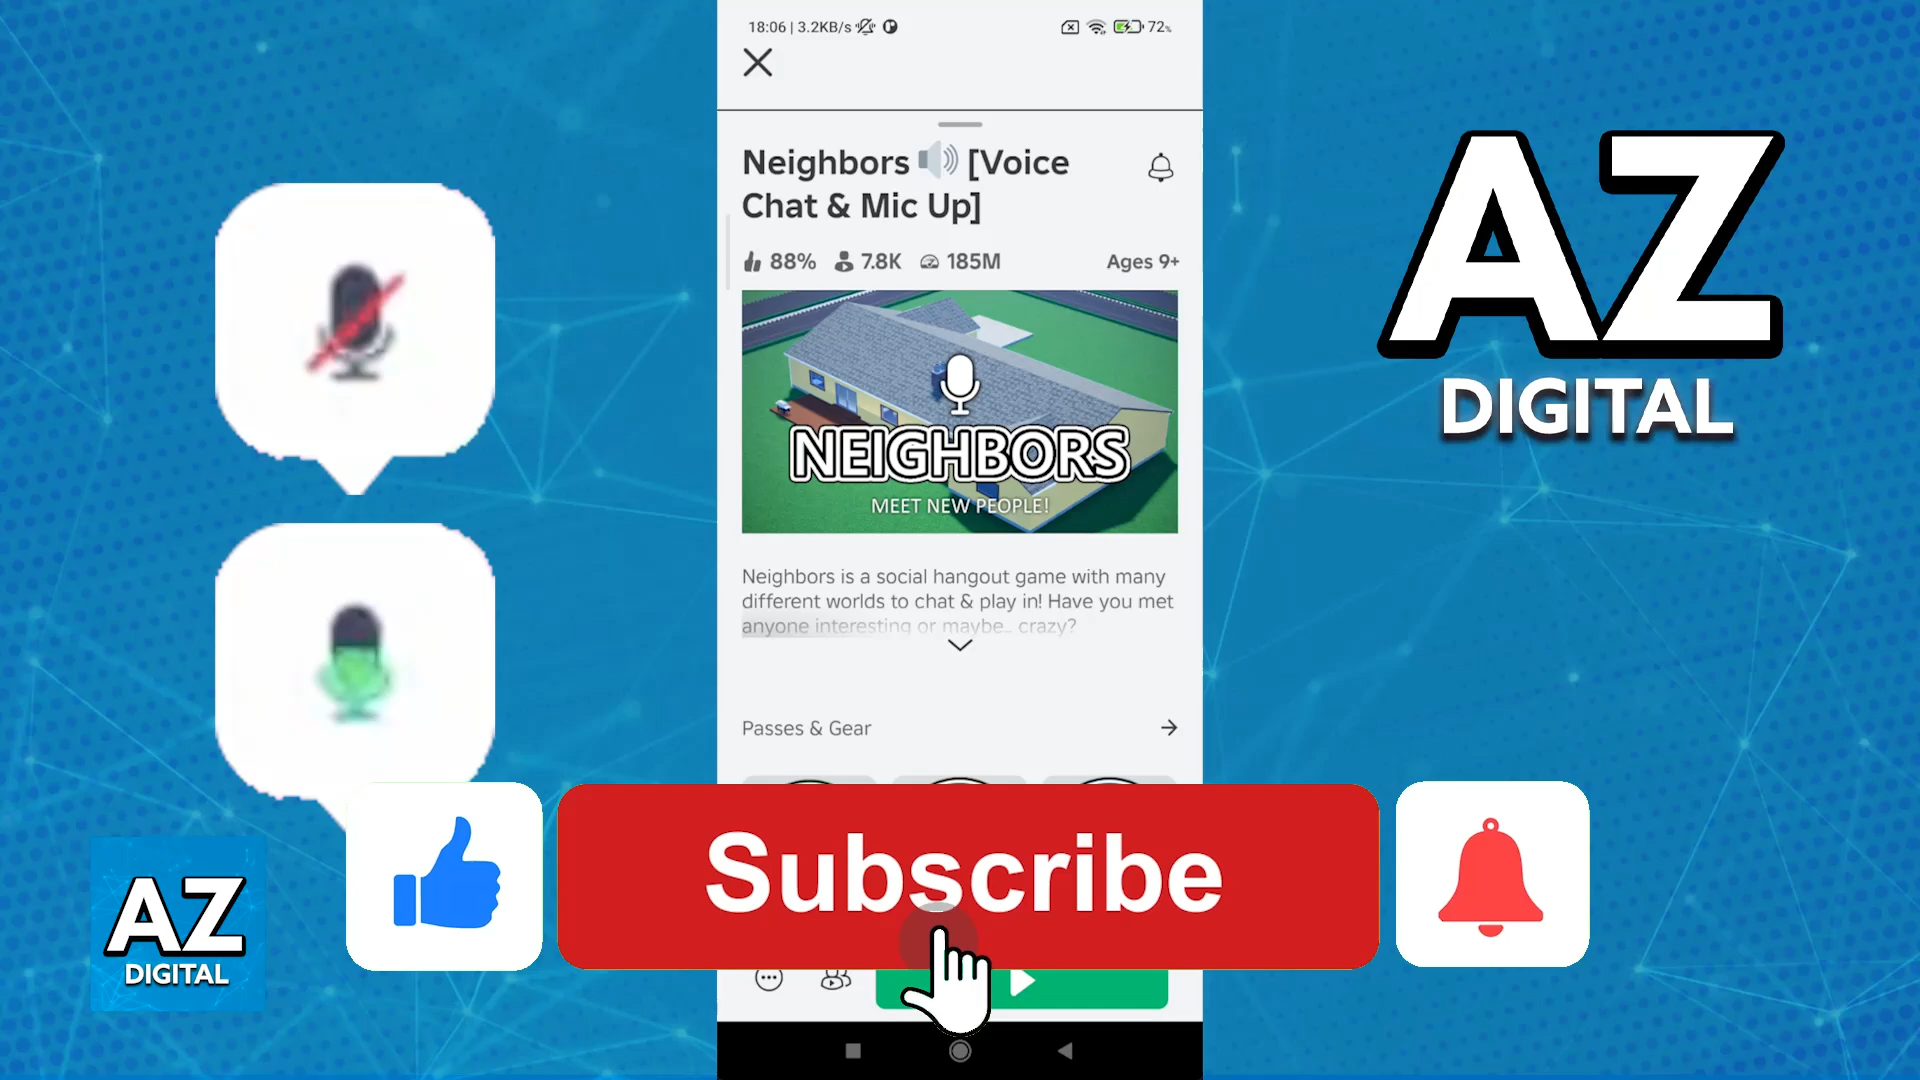 18:06 | 3.2KB/s
72%
Neighbors 🔊 [Voice
Chat & Mic Up]
88% 7.8K 185M Ages 9+
NEIGHBORS
MEET NEW PEOPLE!
Neighbors is a social hangout game with many
different worlds to chat & play in! Have you met
anyone interesting or maybe.. crazy?
Passes & Gear
AZ
DIGITAL
Subscribe
AZ
DIGITAL